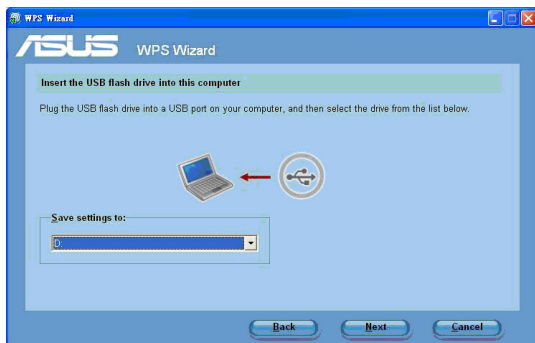 WPS Wizard
ASUS WPS Wizard
Insert the USB flash drive into this computer
Plug the USB flash drive into a USB port on your computer, and then select the drive from the list below.
Save settings to:
D:
Back Next Cancel